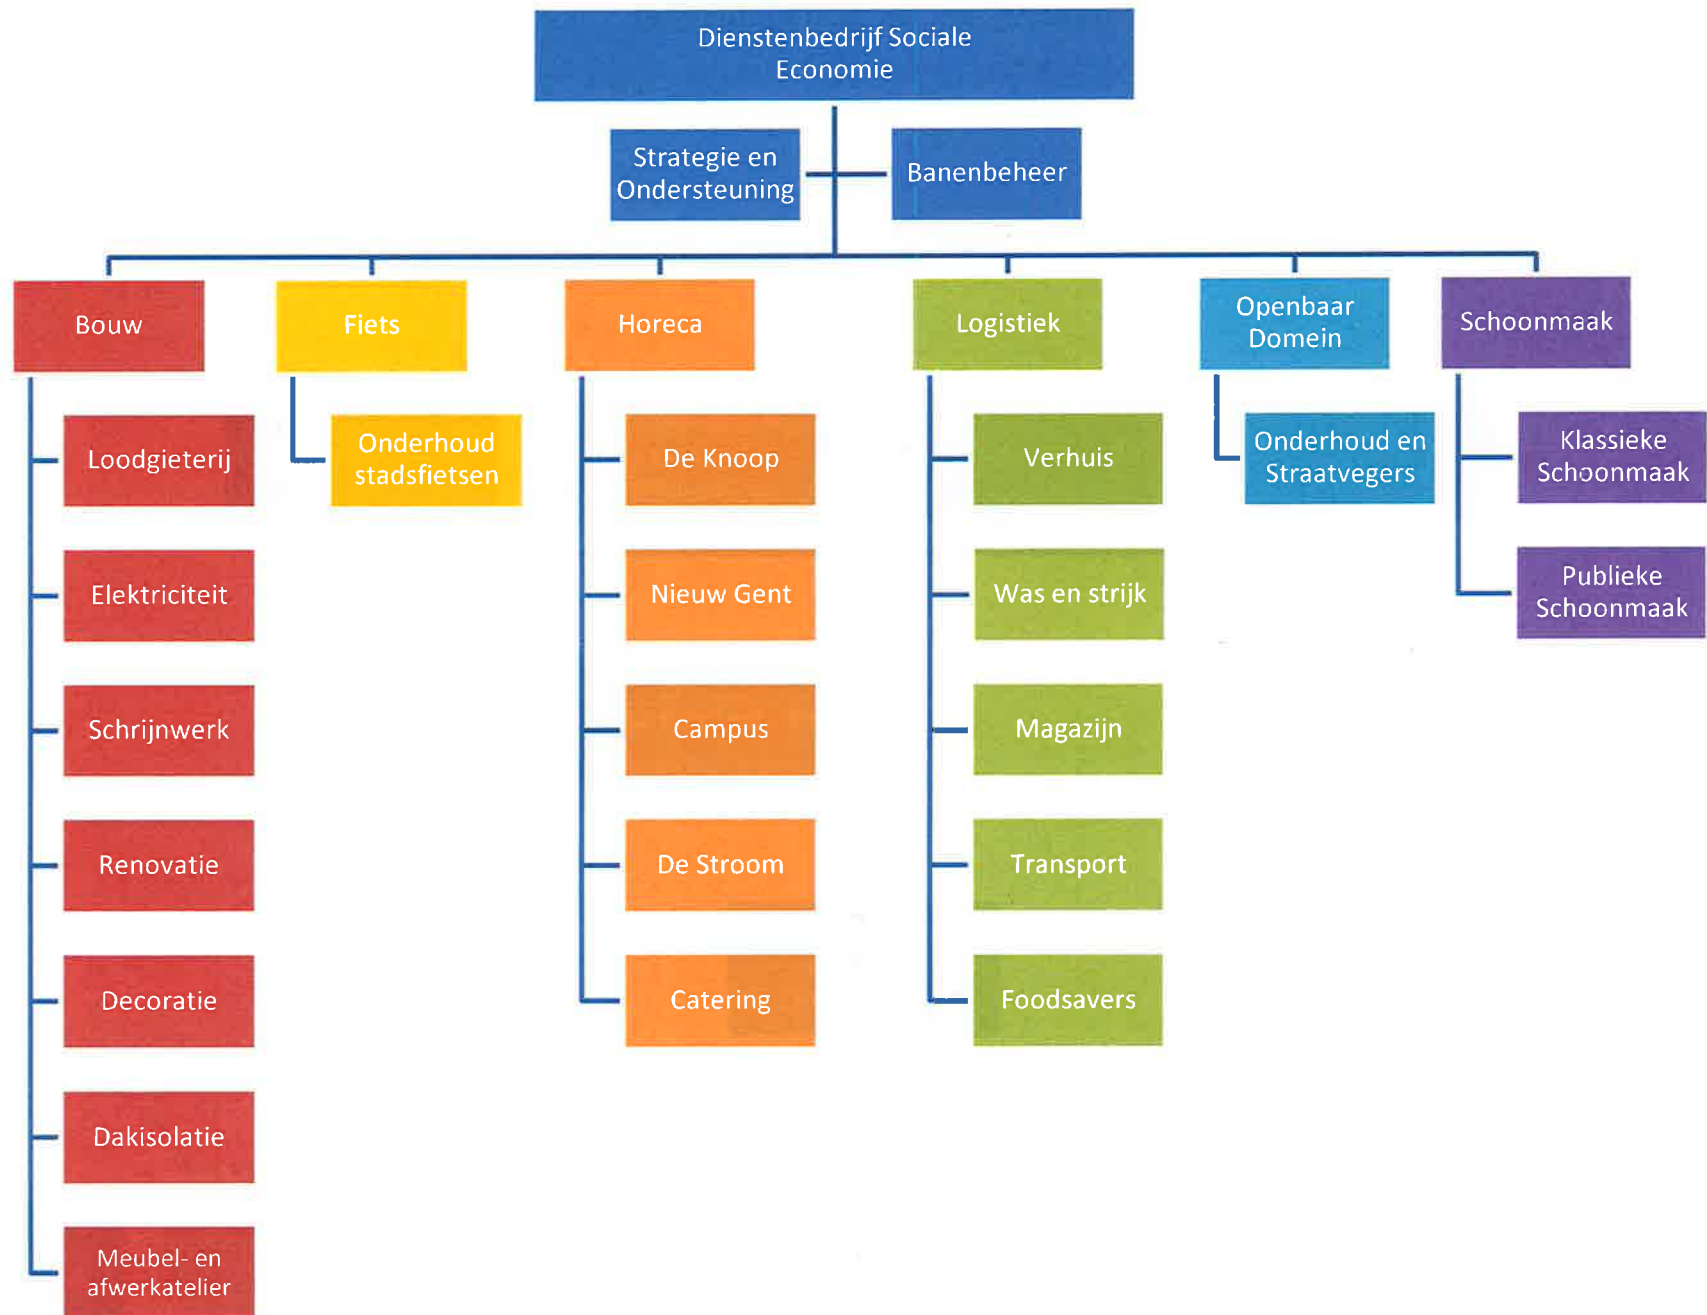 Dienstenbedrijf Sociale
Economie
Strategie en
Ondersteuning
Banenbeheer
Bouw
Fiets
Horeca
Logistiek
Openbaar
Domein
Schoonmaak
Loodgieterij
Elektriciteit
Schrijnwerk
Renovatie
Decoratie
Dakisolatie
Meubel- en
afwerkatelier
Onderhoud
stadsfietsen
De Knoop
Nieuw Gent
Campus
De Stroom
Catering
Verhuis
Was en strijk
Magazijn
Transport
Foodsavers
Onderhoud en
Straatvegers
Klassieke
Schoonmaak
Publieke
Schoonmaak